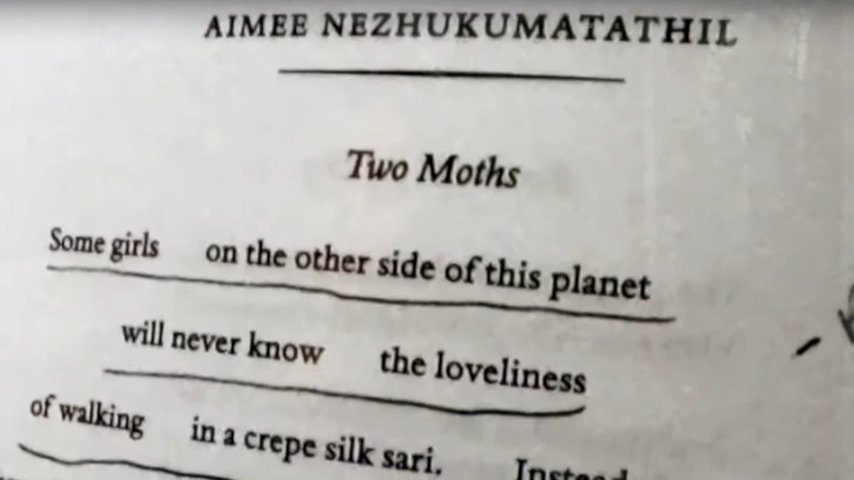 AIMEE NEZHUKUMATATHIL
Two Moths
Some girls on the other side of this planet
will never know the loveliness
of walking in a crepe silk sari. Instead